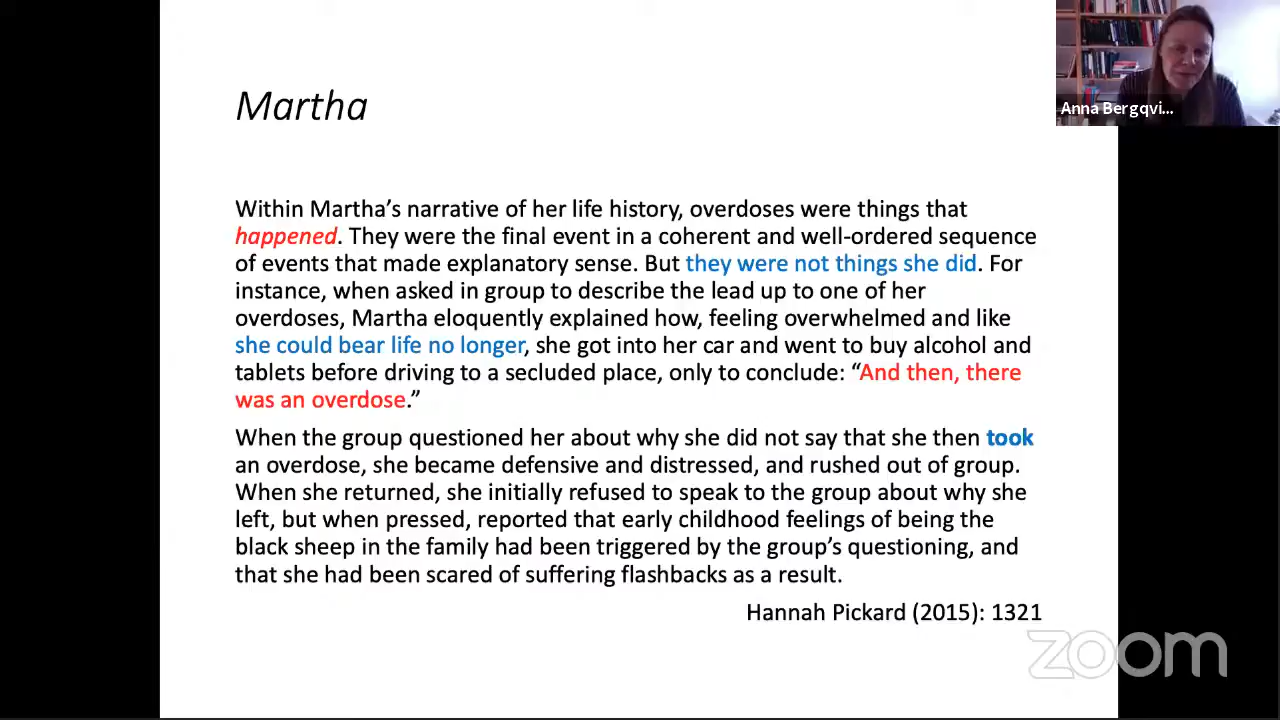 Martha
Anna Bergqvi...
Within Martha's narrative of her life history, overdoses were things that
happened. They were the final event in a coherent and well-ordered sequence
of events that made explanatory sense. But they were not things she did. For
instance, when asked in group to describe the lead up to one of her
overdoses, Martha eloquently explained how, feeling overwhelmed and like
she could bear life no longer, she got into her car and went to buy alcohol and
tablets before driving to a secluded place, only to conclude: “And then, there
was an overdose.”
When the group questioned her about why she did not say that she then took
an overdose, she became defensive and distressed, and rushed out of group.
When she returned, she initially refused to speak to the group about why she
left, but when pressed, reported that early childhood feelings of being the
black sheep in the family had been triggered by the group's questioning, and
that she had been scared of suffering flashbacks as a result.
Hannah Pickard (2015): 1321
zoom